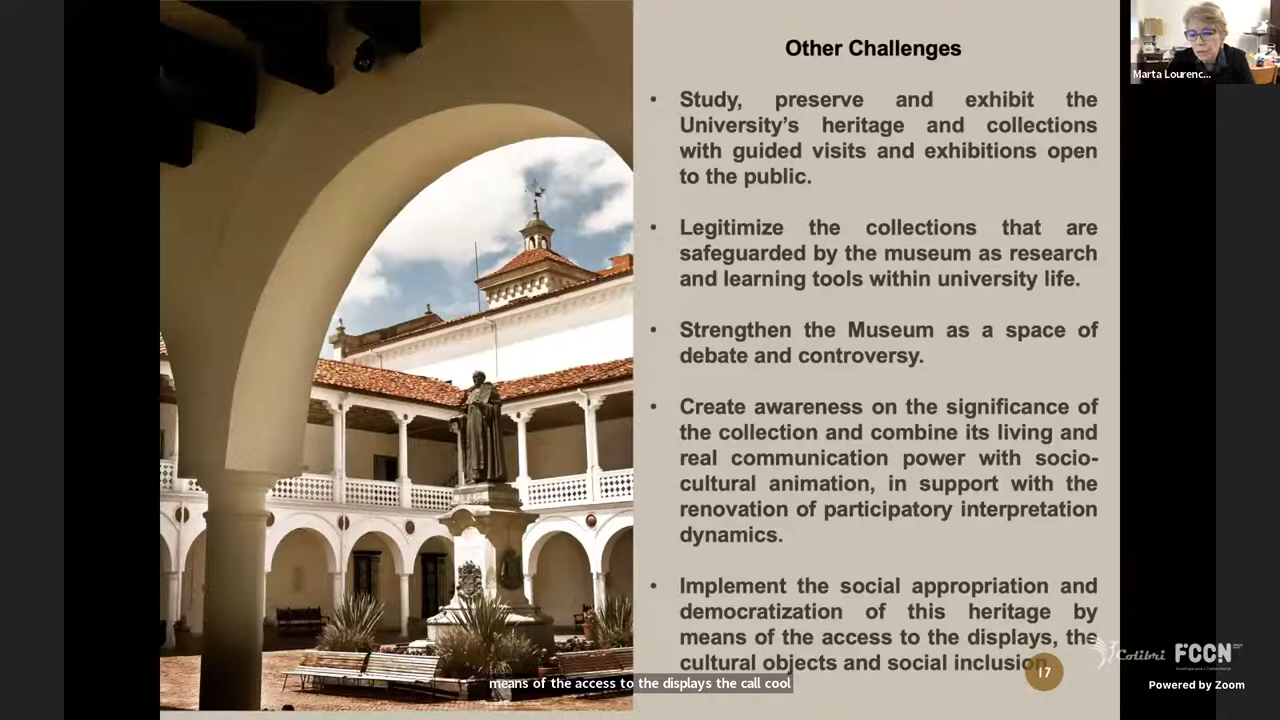 Other Challenges
• Study, preserve and exhibit the
University's heritage and collections
with guided visits and exhibitions open
to the public.
• Legitimize the collections that are
safeguarded by the museum as research
and learning tools within university life.
• Strengthen the Museum as a space of
debate and controversy.
• Create awareness on the significance of
the collection and combine its living and
real communication power with socio-
cultural animation, in support with the
renovation of participatory interpretation
dynamics.
• Implement the social appropriation and
democratization of this heritage by
means of the access to the displays, the
cultural objects and social inclusion
17
means of the access to the displays the call cool
Marta Lourenc...
Colibri
FCCN
Powered by Zoom